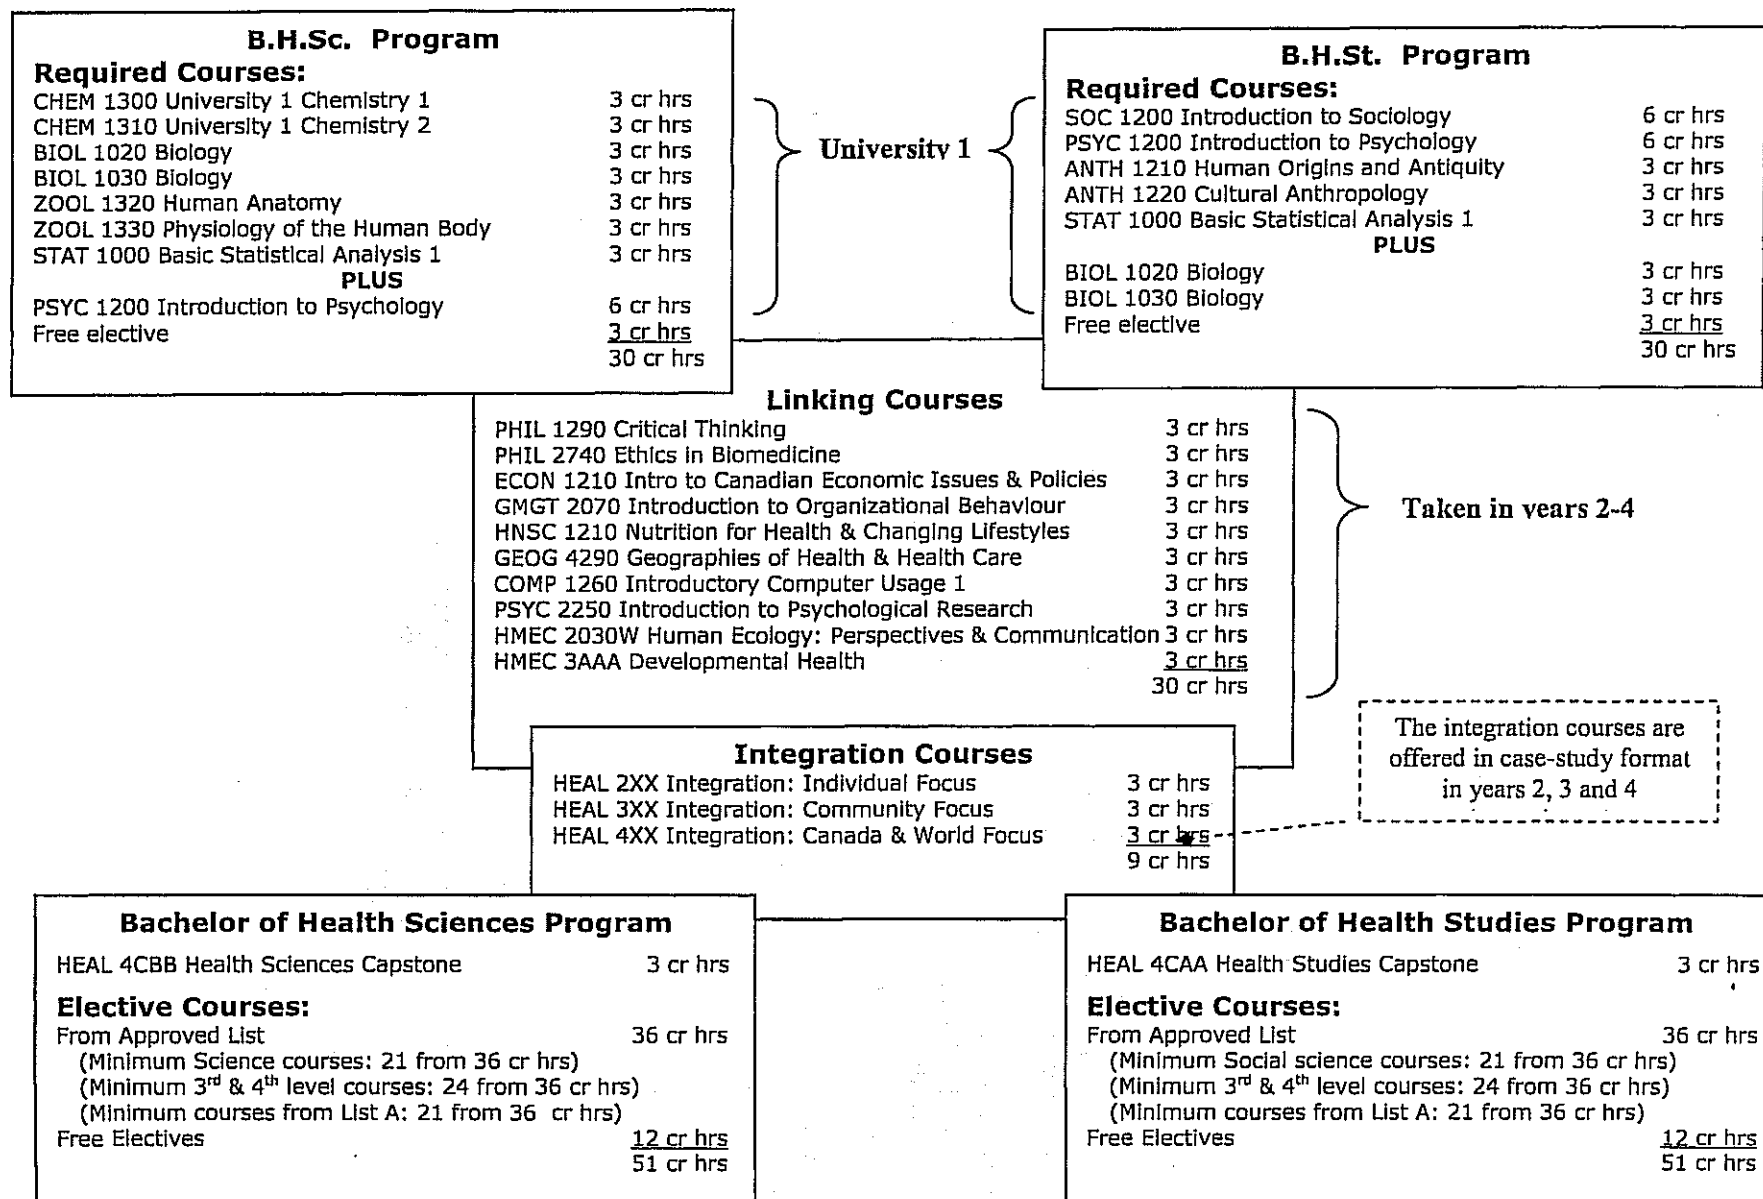 B.H.Sc. Program
Required Courses:
CHEM 1300 University 1 Chemistry 1 3 cr hrs
CHEM 1310 University 1 Chemistry 2 3 cr hrs
BIOL 1020 Biology 3 cr hrs
BIOL 1030 Biology 3 cr hrs
ZOOL 1320 Human Anatomy 3 cr hrs
ZOOL 1330 Physiology of the Human Body 3 cr hrs
STAT 1000 Basic Statistical Analysis 1 3 cr hrs
PLUS
PSYC 1200 Introduction to Psychology 6 cr hrs
Free elective 3 cr hrs
30 cr hrs
University 1
B.H.St. Program
Required Courses:
SOC 1200 Introduction to Sociology 6 cr hrs
PSYC 1200 Introduction to Psychology 6 cr hrs
ANTH 1210 Human Origins and Antiquity 3 cr hrs
ANTH 1220 Cultural Anthropology 3 cr hrs
STAT 1000 Basic Statistical Analysis 1 3 cr hrs
PLUS
BIOL 1020 Biology 3 cr hrs
BIOL 1030 Biology 3 cr hrs
Free elective 3 cr hrs
30 cr hrs
Linking Courses
PHIL 1290 Critical Thinking 3 cr hrs
PHIL 2740 Ethics in Biomedicine 3 cr hrs
ECON 1210 Intro to Canadian Economic Issues & Policies 3 cr hrs
GMGT 2070 Introduction to Organizational Behaviour 3 cr hrs
HNSC 1210 Nutrition for Health & Changing Lifestyles 3 cr hrs
GEOG 4290 Geographies of Health & Health Care 3 cr hrs
COMP 1260 Introductory Computer Usage 1 3 cr hrs
PSYC 2250 Introduction to Psychological Research 3 cr hrs
HMEC 2030W Human Ecology: Perspectives & Communication 3 cr hrs
HMEC 3AAA Developmental Health 3 cr hrs
30 cr hrs
Taken in years 2-4
Integration Courses
HEAL 2XX Integration: Individual Focus 3 cr hrs
HEAL 3XX Integration: Community Focus 3 cr hrs
HEAL 4XX Integration: Canada & World Focus 3 cr hrs
9 cr hrs
The integration courses are
offered in case-study format
in years 2, 3 and 4
Bachelor of Health Sciences Program
HEAL 4CBB Health Sciences Capstone 3 cr hrs
Elective Courses:
From Approved List 36 cr hrs
(Minimum Science courses: 21 from 36 cr hrs)
(Minimum 3rd & 4th level courses: 24 from 36 cr hrs)
(Minimum courses from List A: 21 from 36 cr hrs)
Free Electives 12 cr hrs
51 cr hrs
Bachelor of Health Studies Program
HEAL 4CAA Health Studies Capstone 3 cr hrs
Elective Courses:
From Approved List 36 cr hrs
(Minimum Social science courses: 21 from 36 cr hrs)
(Minimum 3rd & 4th level courses: 24 from 36 cr hrs)
(Minimum courses from List A: 21 from 36 cr hrs)
Free Electives 12 cr hrs
51 cr hrs